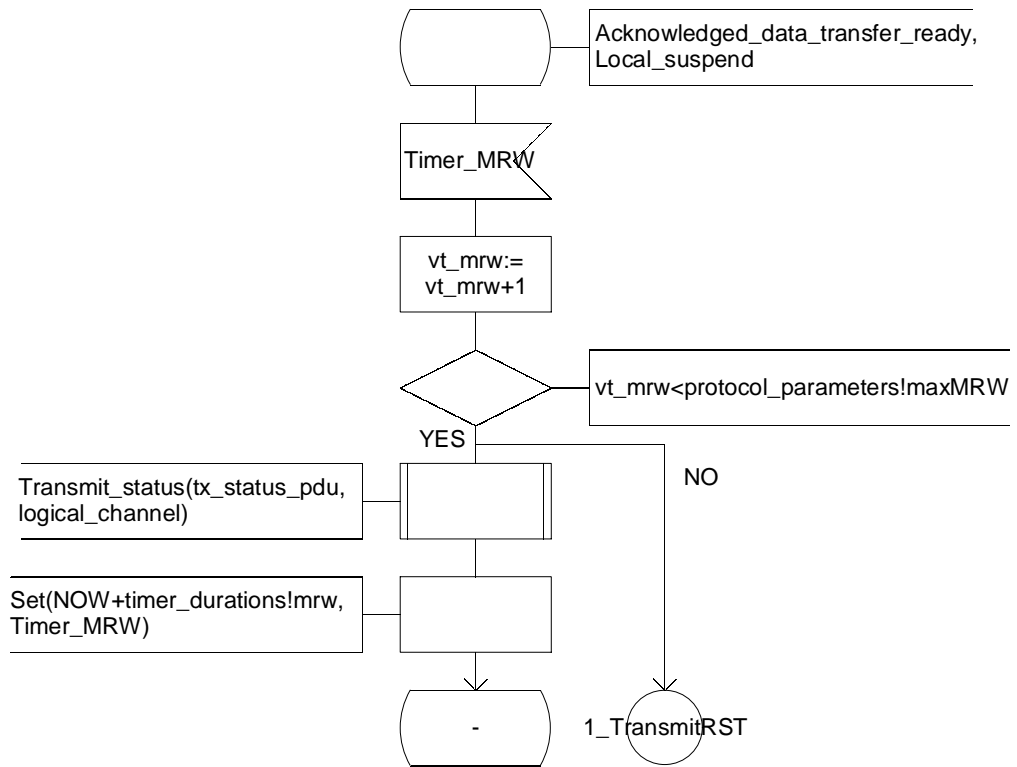 Acknowledged_data_transfer_ready,
Local_suspend
Timer_MRW
vt_mrw:=
vt_mrw+1
vt_mrw<protocol_parameters!maxMRW
YES
NO
Transmit_status(tx_status_pdu,
logical_channel)
Set(NOW+timer_durations!mrw,
Timer_MRW)
-
1_TransmitRST